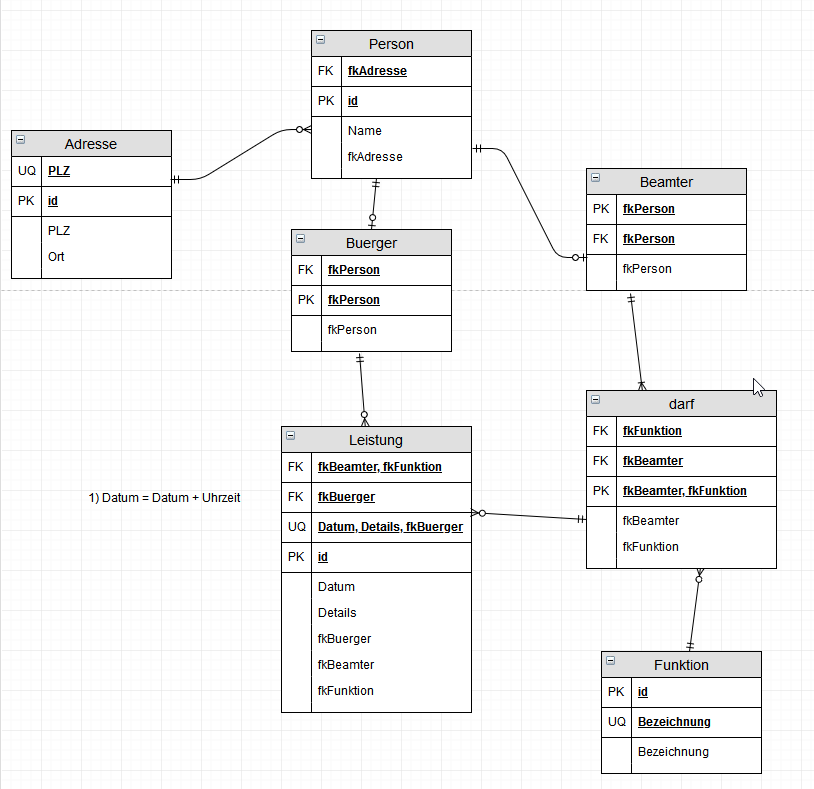 Person
FK fkAdresse
PK id
Name
fkAdresse
Adresse
UQ PLZ
PK id
PLZ
Ort
Beamter
PK fkPerson
FK fkPerson
fkPerson
Buerger
FK fkPerson
PK fkPerson
fkPerson
darf
FK fkFunktion
FK fkBeamter
PK fkBeamter, fkFunktion
fkBeamter
fkFunktion
Leistung
FK fkBeamter, fkFunktion
FK fkBuerger
UQ Datum, Details, fkBuerger
PK id
Datum
Details
fkBuerger
fkBeamter
fkFunktion
1) Datum = Datum + Uhrzeit
Funktion
PK id
UQ Bezeichnung
Bezeichnung